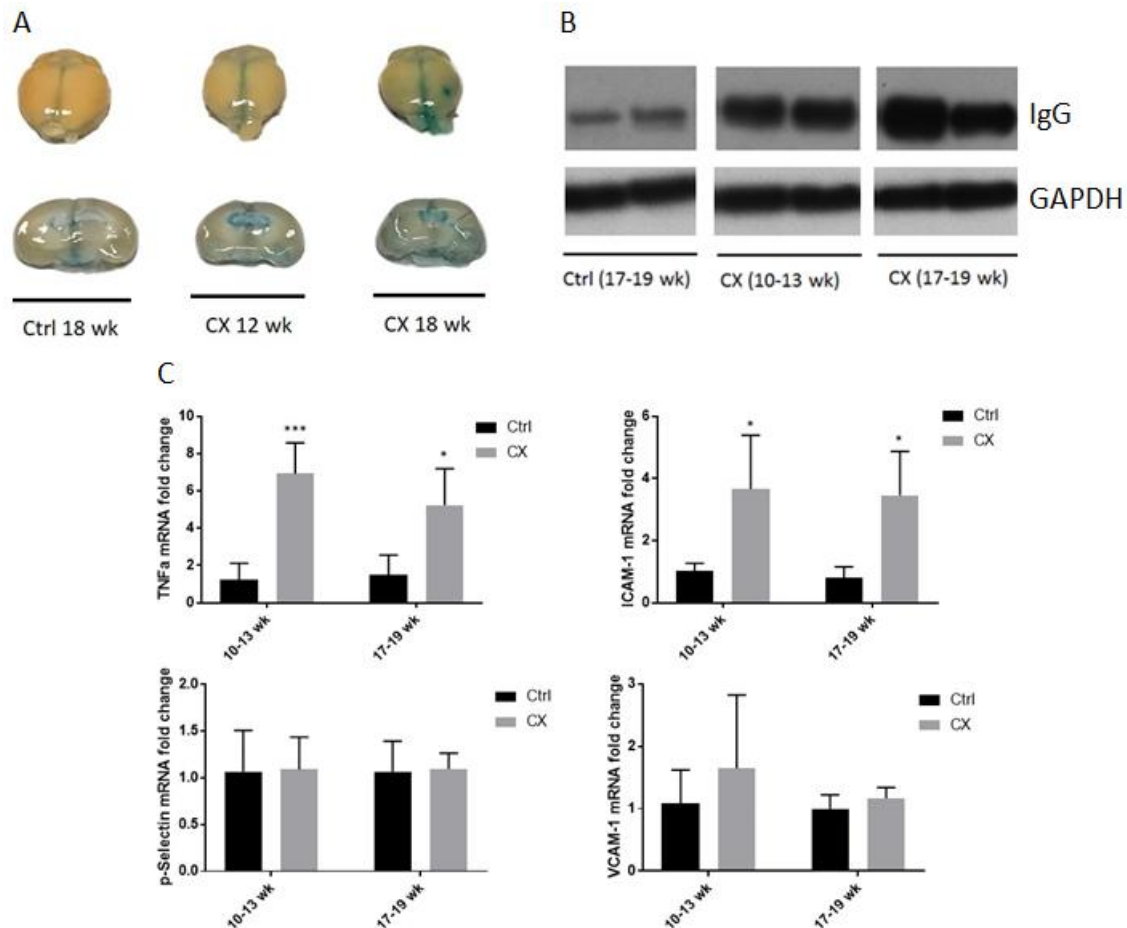 A
B
Ctrl 18 wk
CX 12 wk
CX 18 wk
IgG
GAPDH
Ctrl (17-19 wk)
CX (10-13 wk)
CX (17-19 wk)
C
TNFa mRNA fold change
10
8
6
4
2
0
10-13 wk
17-19 wk
Ctrl
CX
ICAM-1 mRNA fold change
6
4
2
0
10-13 wk
17-19 wk
Ctrl
CX
***
*
*
*
p-Selectin mRNA fold change
2.0
1.5
1.0
0.5
0.0
10-13 wk
17-19 wk
Ctrl
CX
VCAM-1 mRNA fold change
3
2
1
0
10-13 wk
17-19 wk
Ctrl
CX